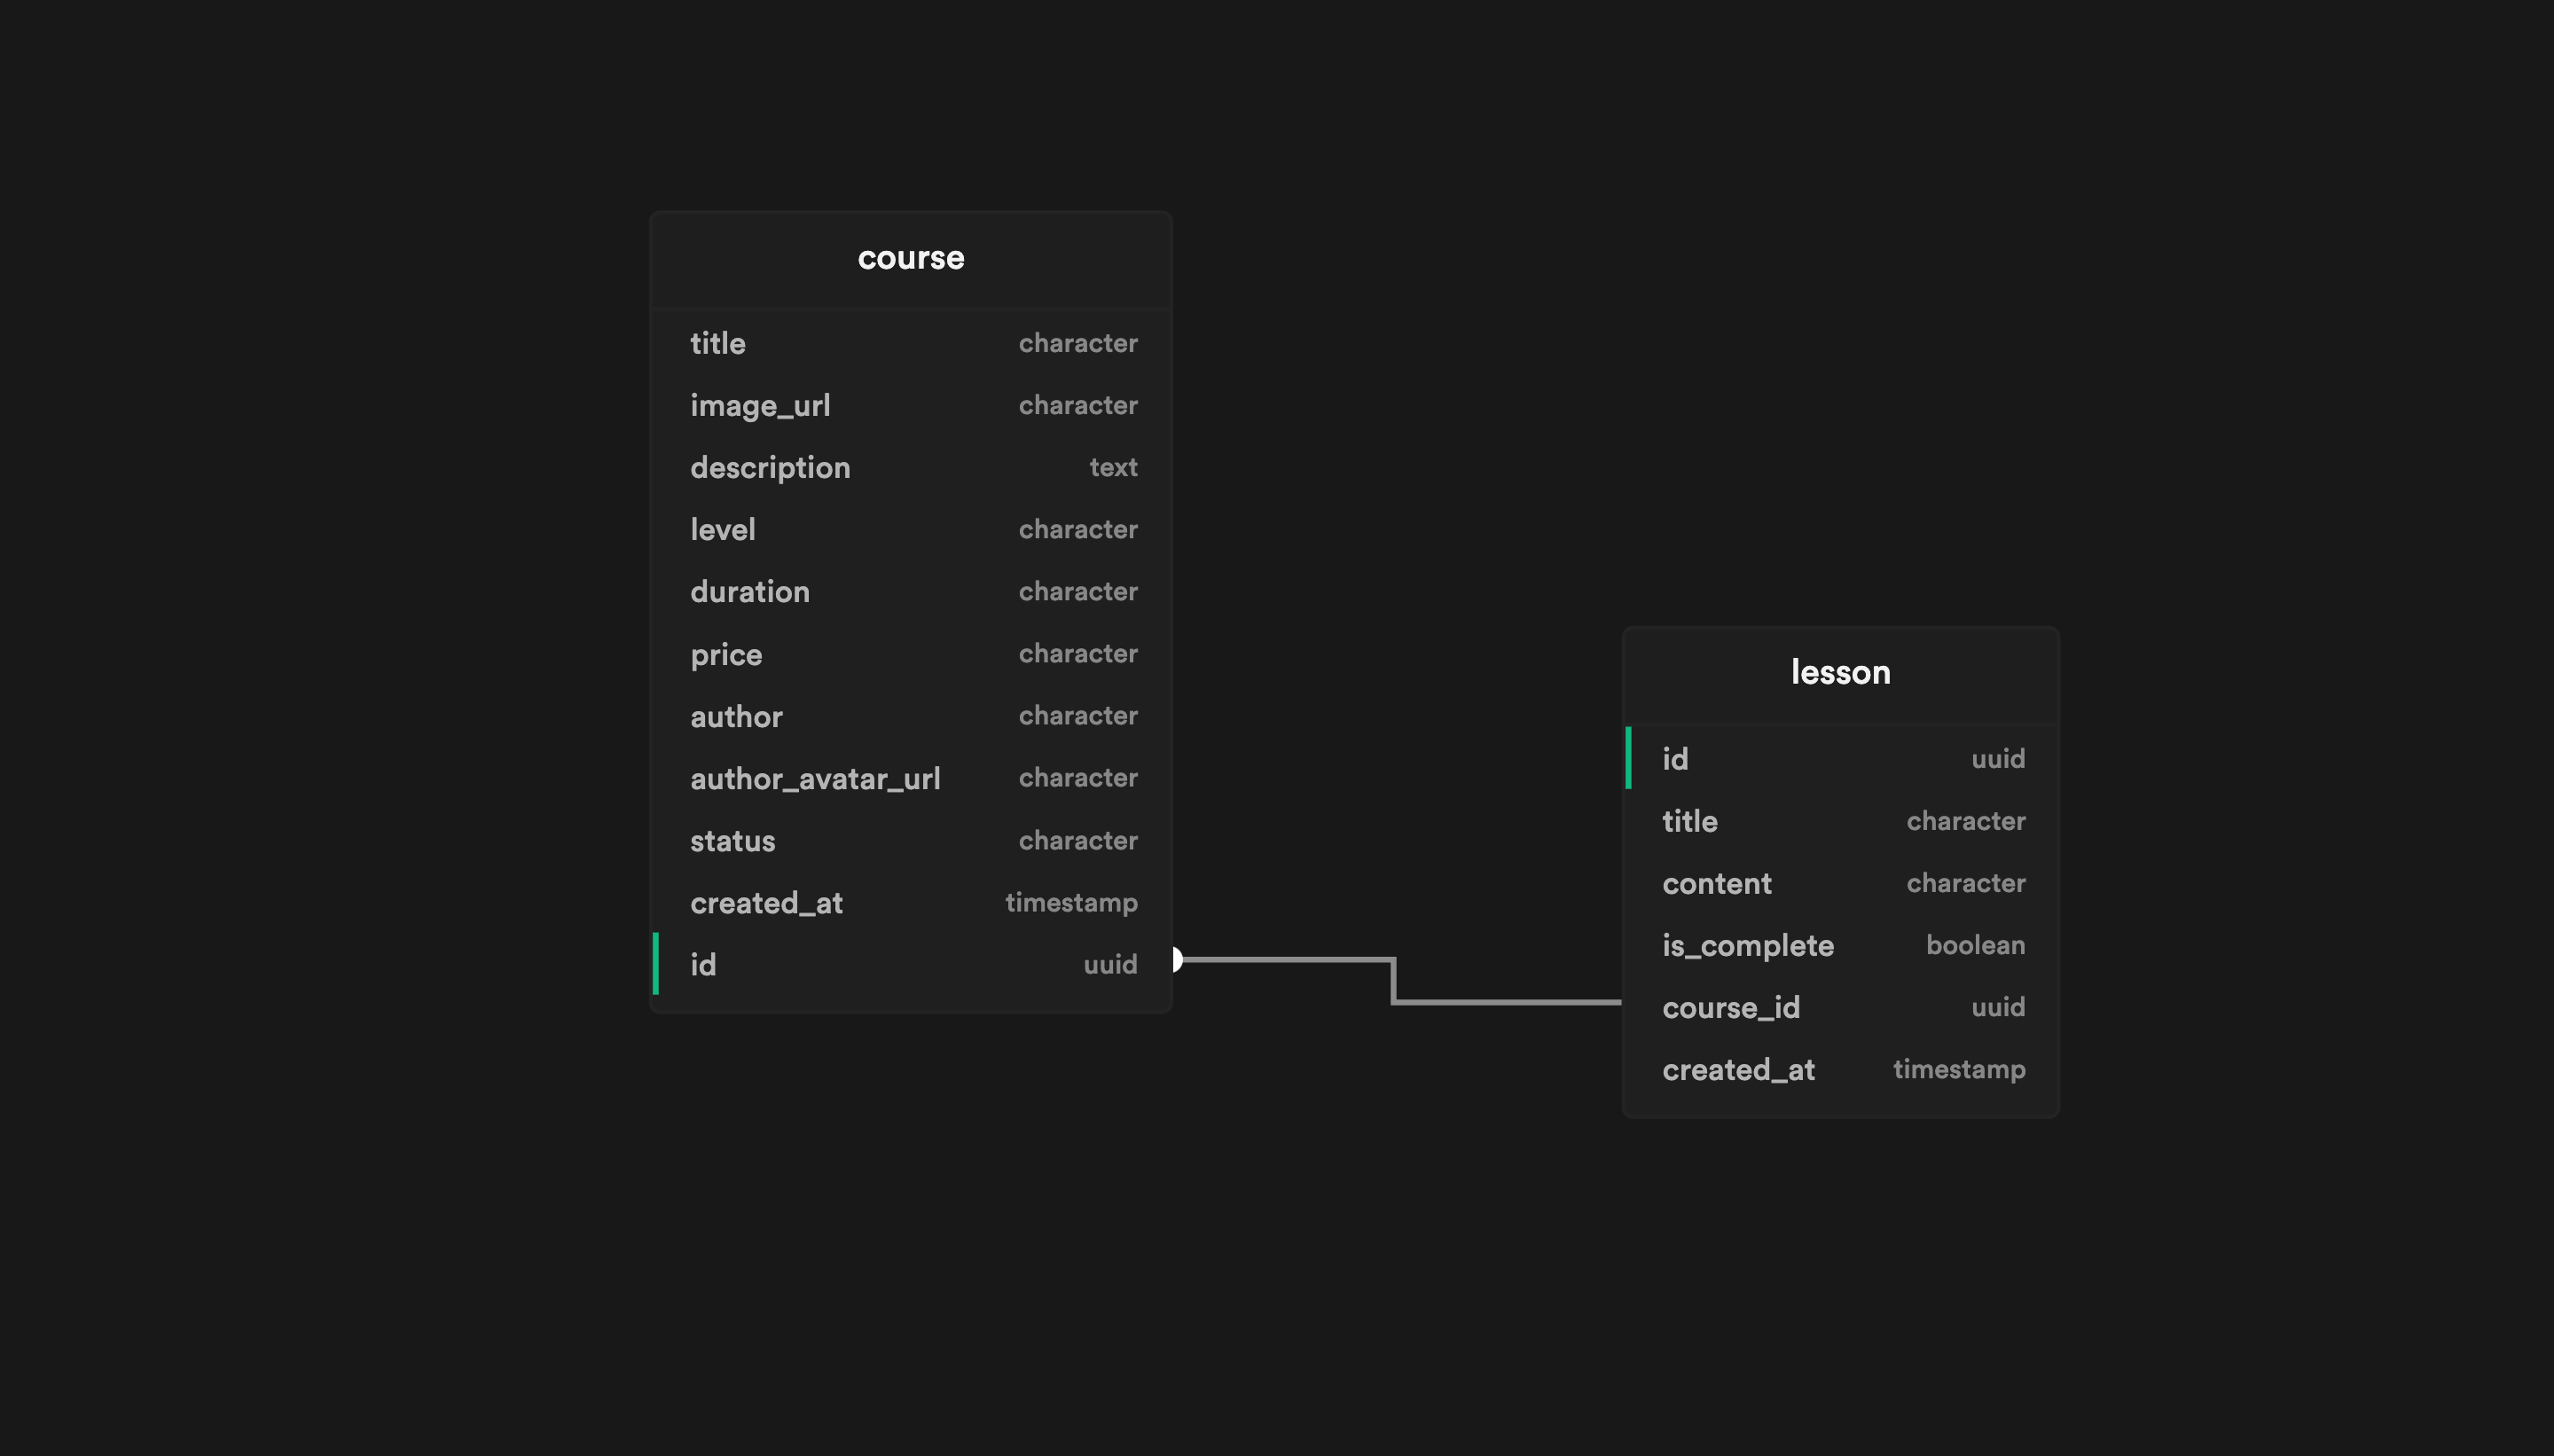 course
title character
image_url character
description text
level character
duration character
price character
author character
author_avatar_url character
status character
created_at timestamp
id uuid
lesson
id uuid
title character
content character
is_complete boolean
course_id uuid
created_at timestamp